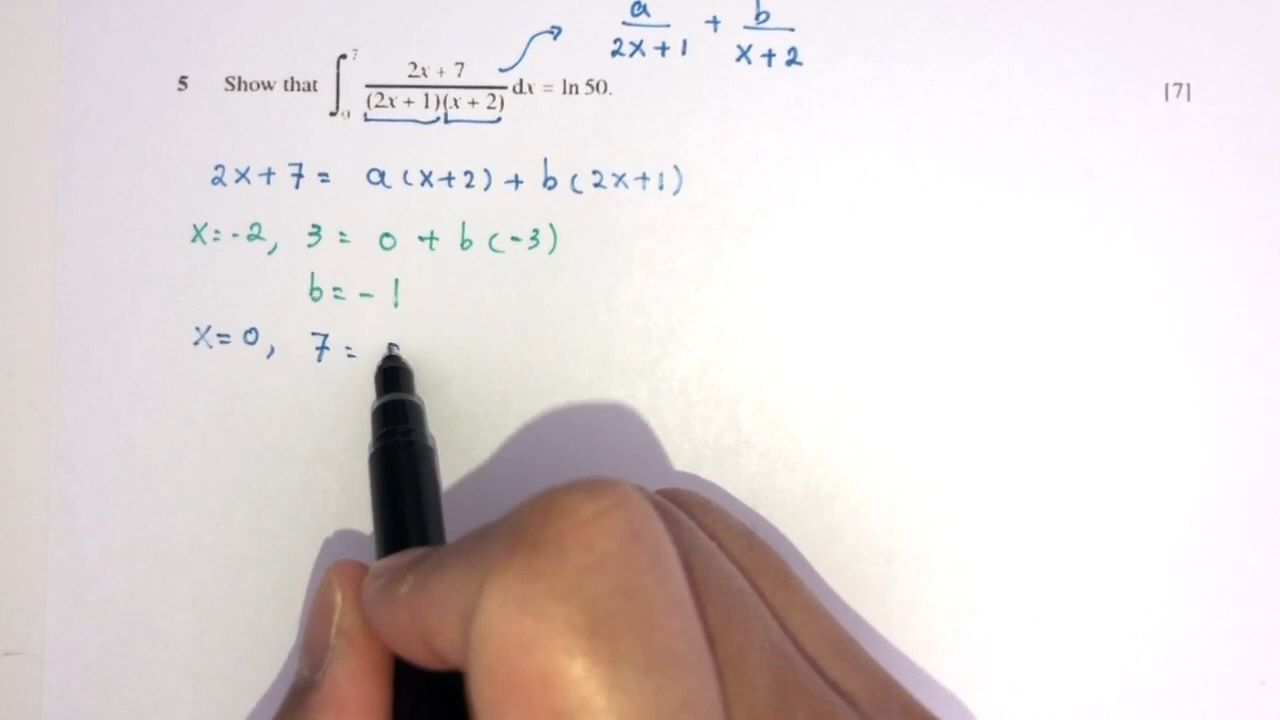 a/(2x+1) + b/(x+2)
5 Show that ∫₀⁷ (2x + 7)/((2x + 1)(x + 2)) dx = ln 50. [7]
2x+7 = a(x+2) + b(2x+1)
x=-2, 3 = 0 + b(-3)
b = -1
x=0, 7 =